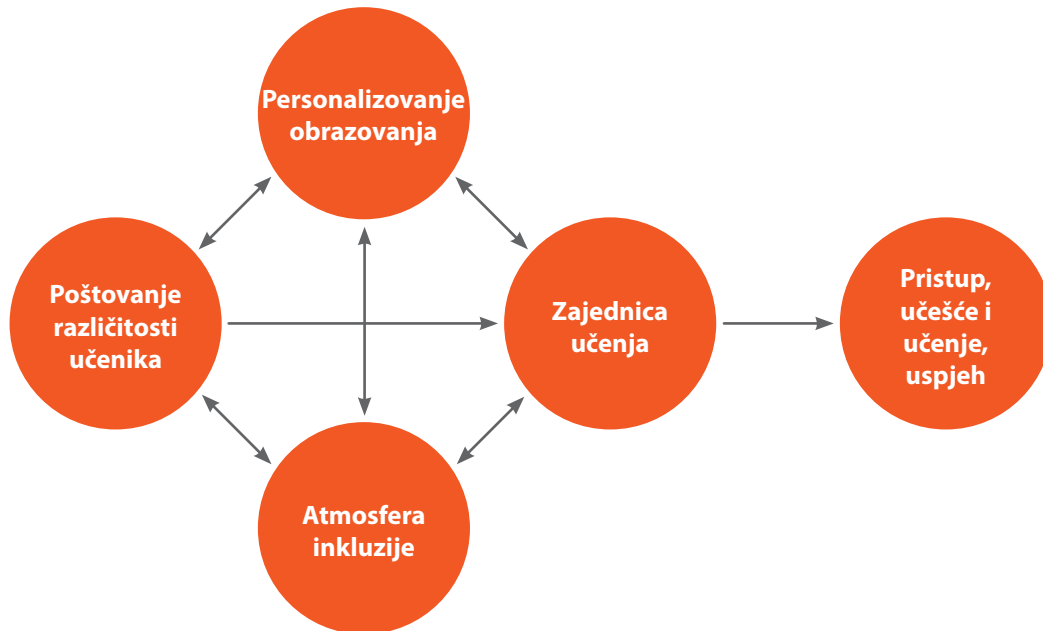 Personalizovanje
obrazovanja
Poštovanje
različitosti
učenika
Zajednica
učenja
Pristup,
učešće i
učenje,
uspjeh
Atmosfera
inkluzije